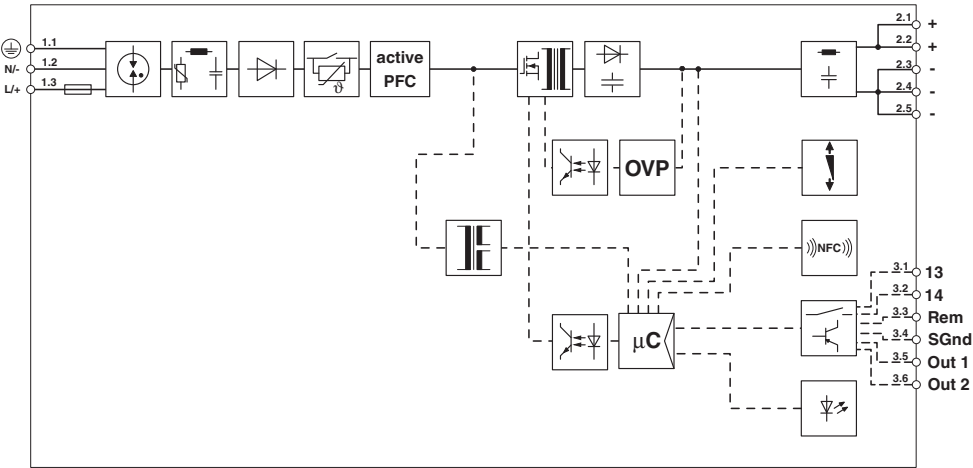 1.1
N/- 1.2
L/+ 1.3
ϑ
active
PFC
OVP
NFC
µC
2.1 +
2.2 +
2.3 -
2.4 -
2.5 -
3.1 13
3.2 14
3.3 Rem
3.4 SGnd
3.5 Out 1
3.6 Out 2